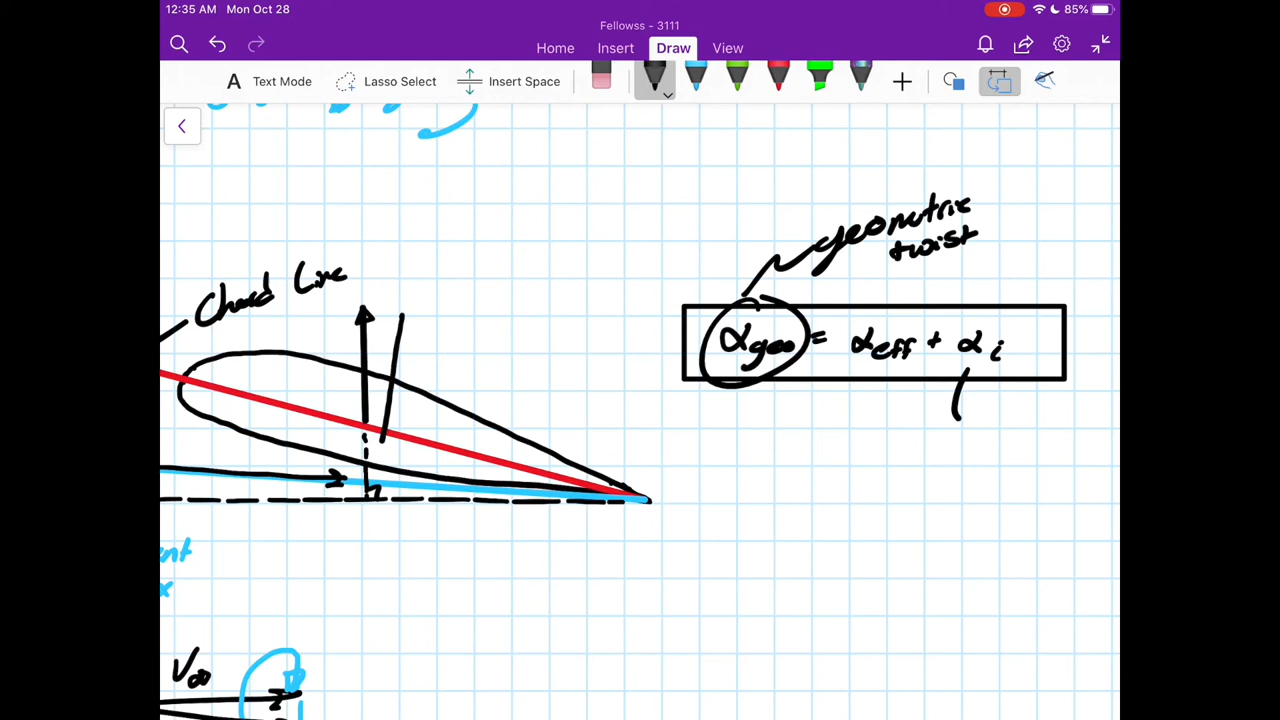 12:35 AM Mon Oct 28
85%
Fellowss - 3111
Home Insert Draw View
A Text Mode Lasso Select Insert Space
geometric
twist
Chord Line
αgeo = αeff + αi
V∞